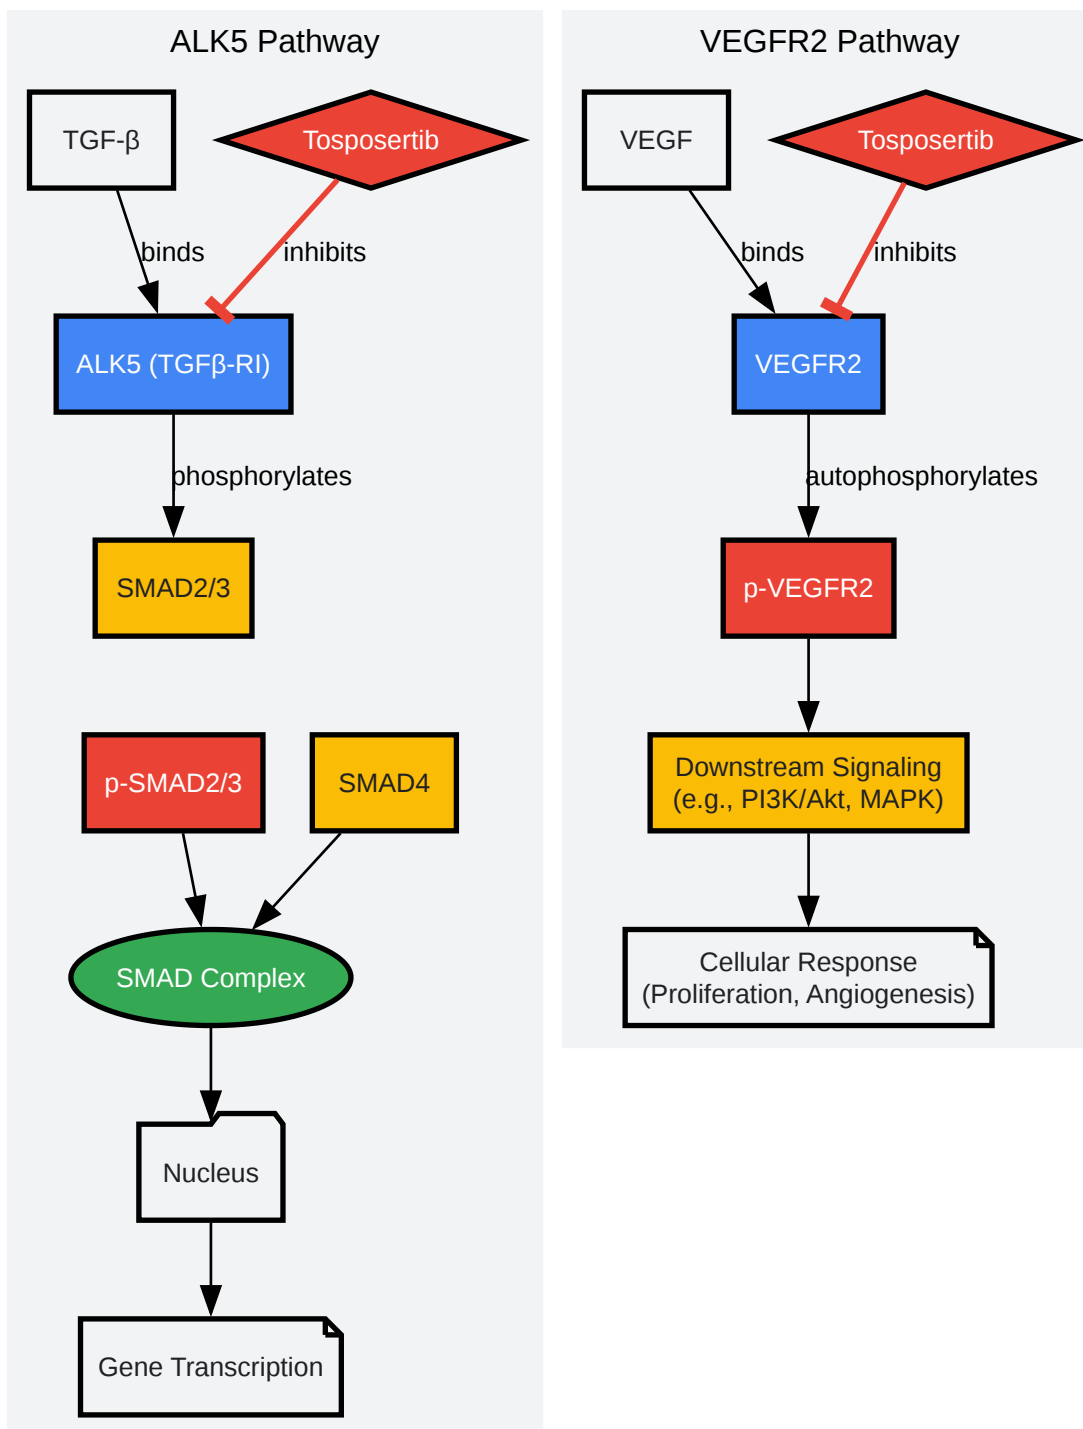 ALK5 Pathway
TGF-β
Tosposertib
binds
inhibits
ALK5 (TGFβ-RI)
phosphorylates
SMAD2/3
p-SMAD2/3
SMAD4
SMAD Complex
Nucleus
Gene Transcription
VEGFR2 Pathway
VEGF
Tosposertib
binds
inhibits
VEGFR2
autophosphorylates
p-VEGFR2
Downstream Signaling
(e.g., PI3K/Akt, MAPK)
Cellular Response
(Proliferation, Angiogenesis)